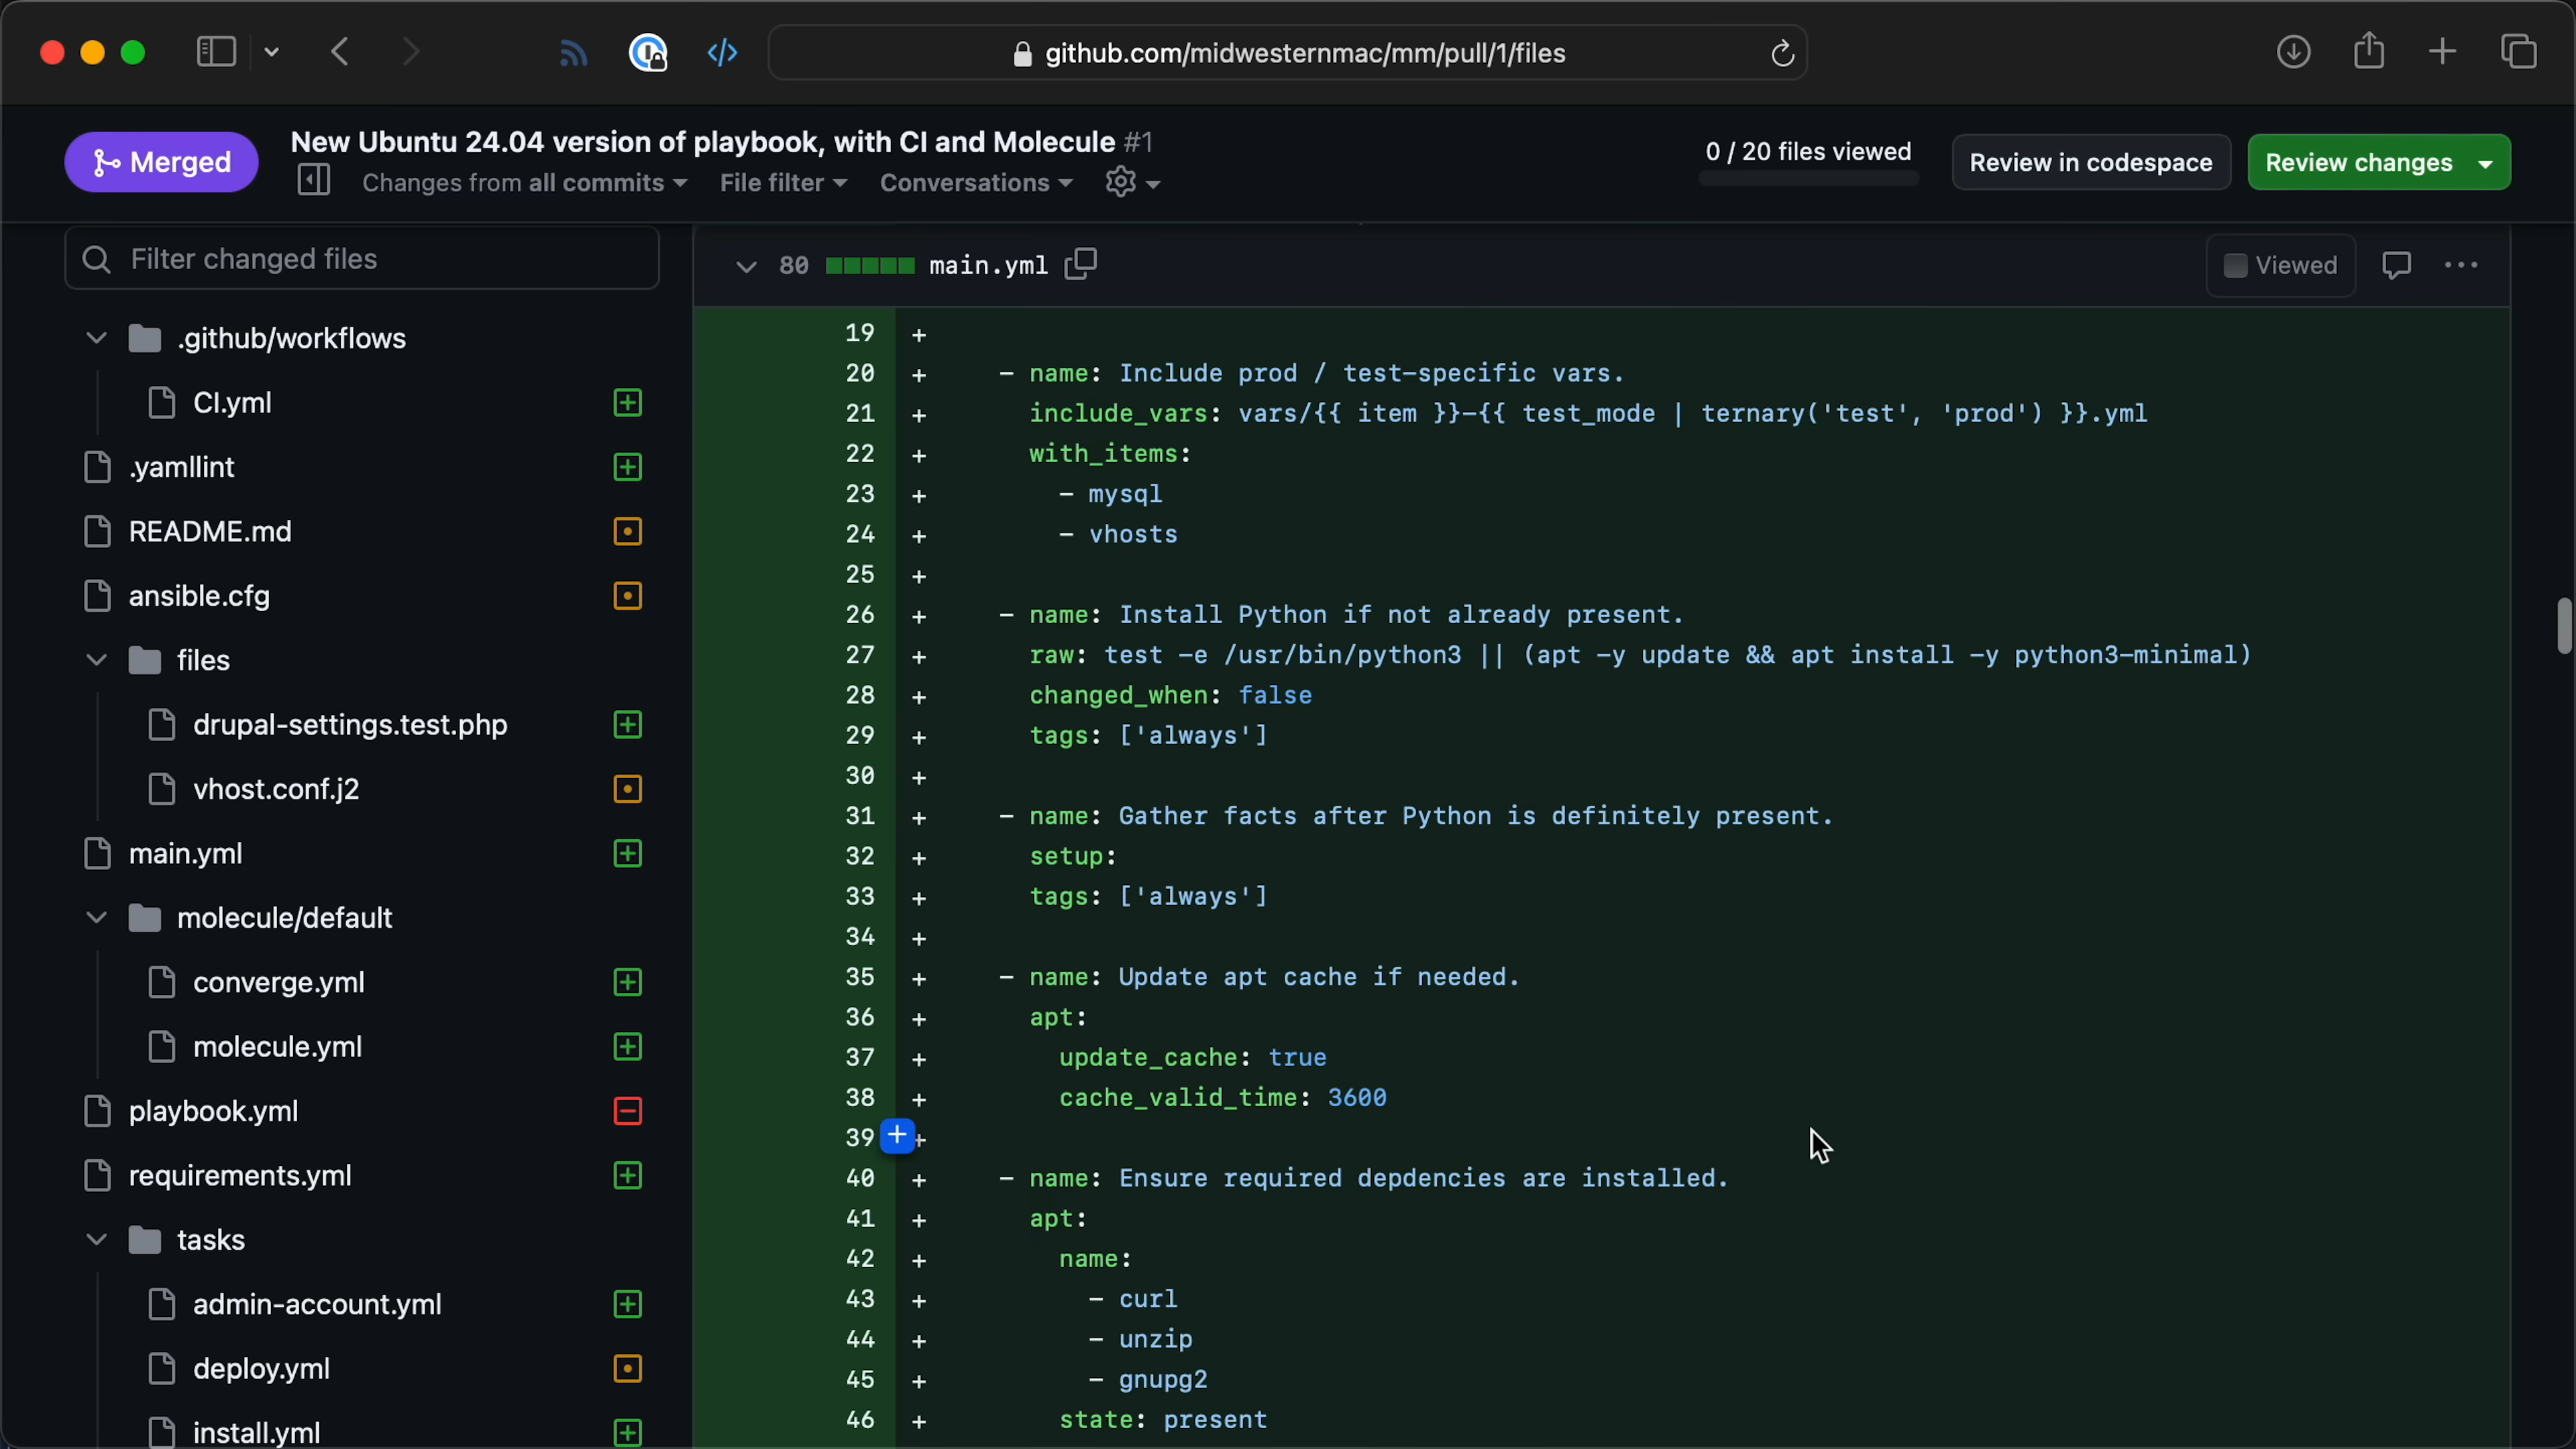 github.com/midwesternmac/mm/pull/1/files
Merged
New Ubuntu 24.04 version of playbook, with CI and Molecule #1
Changes from all commits
File filter
Conversations
0 / 20 files viewed
Review in codespace
Review changes
Filter changed files
.github/workflows
CI.yml
.yamllint
README.md
ansible.cfg
files
drupal-settings.test.php
vhost.conf.j2
main.yml
molecule/default
converge.yml
molecule.yml
playbook.yml
requirements.yml
tasks
admin-account.yml
deploy.yml
install.yml
80 main.yml
Viewed
19 +
20 + - name: Include prod / test-specific vars.
21 + include_vars: vars/{{ item }}-{{ test_mode | ternary('test', 'prod') }}.yml
22 + with_items:
23 + - mysql
24 + - vhosts
25 +
26 + - name: Install Python if not already present.
27 + raw: test -e /usr/bin/python3 || (apt -y update && apt install -y python3-minimal)
28 + changed_when: false
29 + tags: ['always']
30 +
31 + - name: Gather facts after Python is definitely present.
32 + setup:
33 + tags: ['always']
34 +
35 + - name: Update apt cache if needed.
36 + apt:
37 + update_cache: true
38 + cache_valid_time: 3600
39 +
40 + - name: Ensure required depdencies are installed.
41 + apt:
42 + name:
43 + - curl
44 + - unzip
45 + - gnupg2
46 + state: present